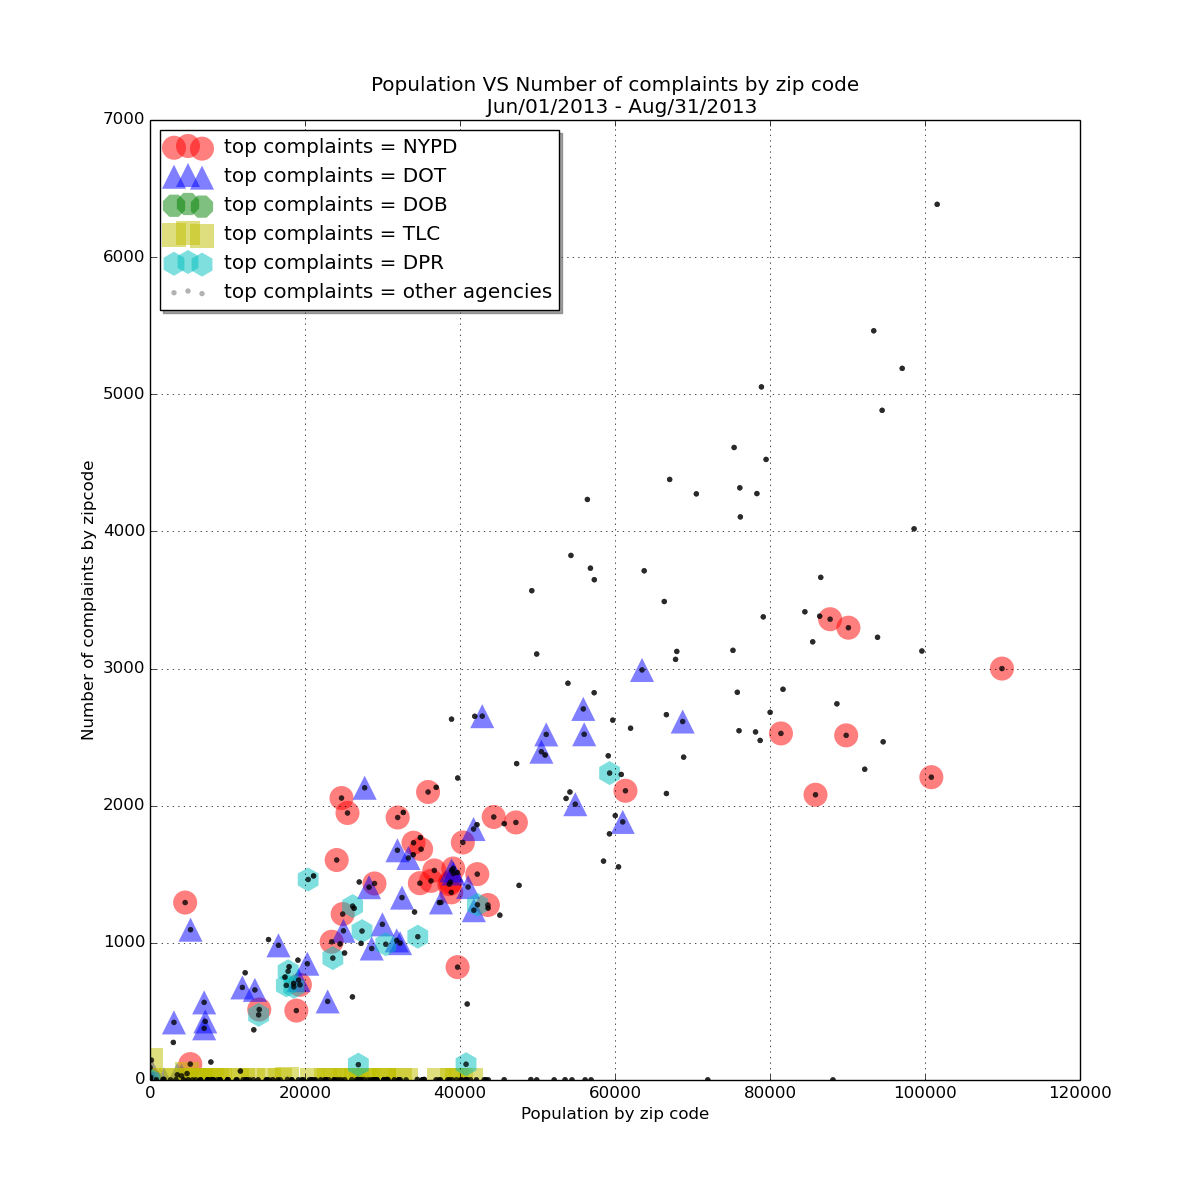 Population VS Number of complaints by zip code
Jun/01/2013 - Aug/31/2013
7000
6000
5000
4000
3000
2000
1000
0
top complaints = NYPD
top complaints = DOT
top complaints = DOB
top complaints = TLC
top complaints = DPR
top complaints = other agencies
Number of complaints by zipcode
0
20000
40000
60000
80000
100000
120000
Population by zip code